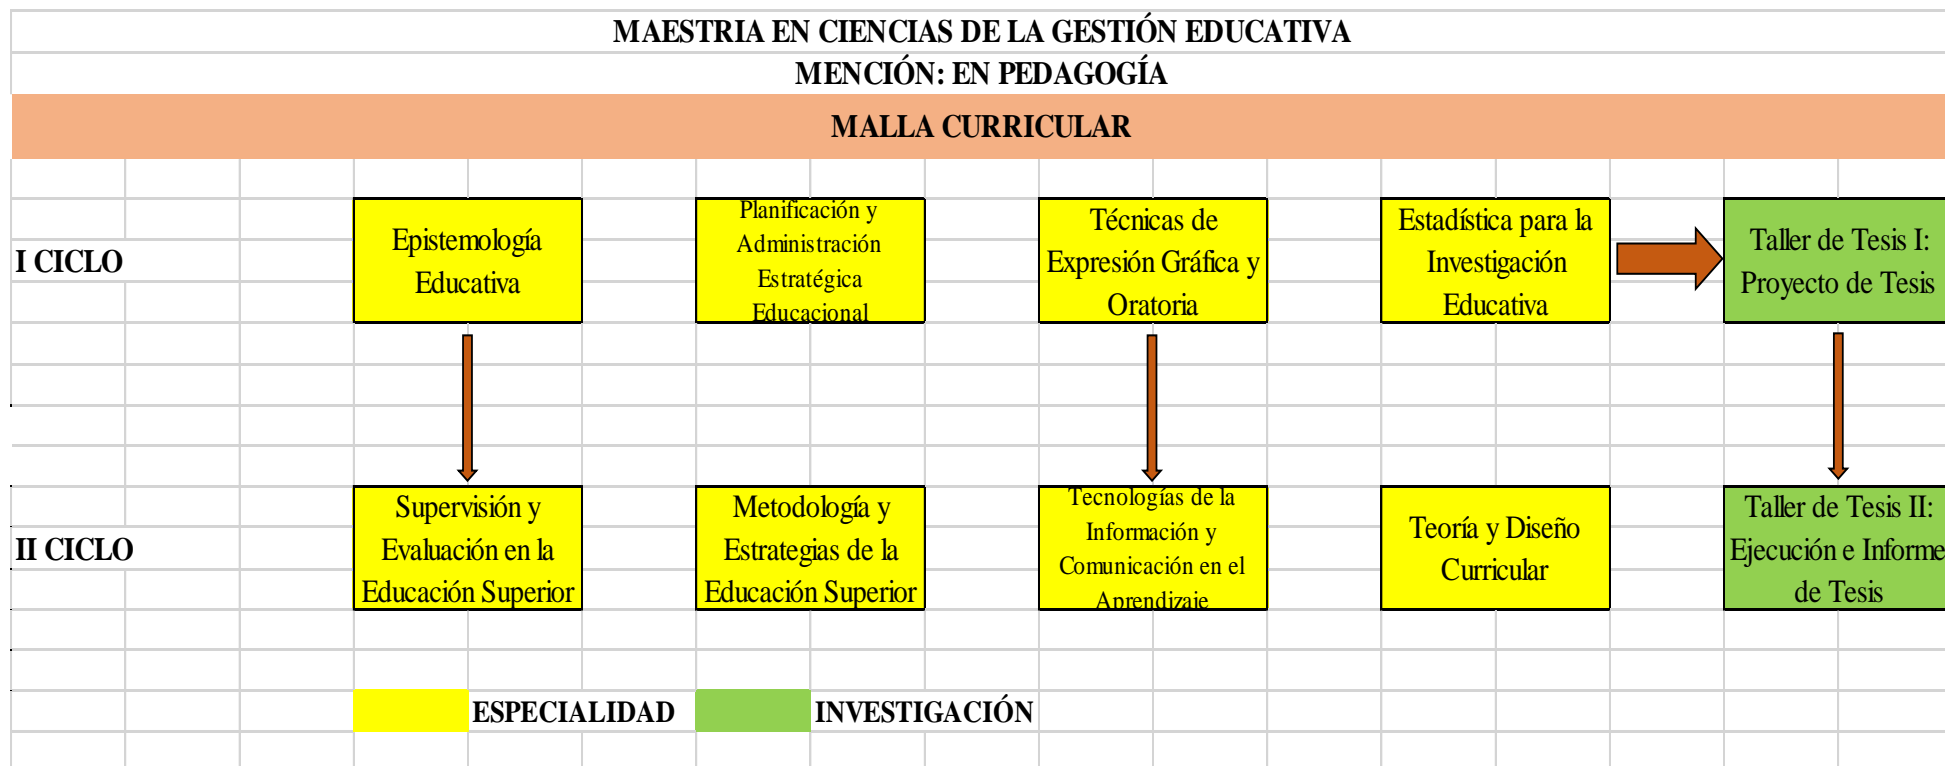 MAESTRIA EN CIENCIAS DE LA GESTIÓN EDUCATIVA
MENCIÓN: EN PEDAGOGÍA
MALLA CURRICULAR
I CICLO
Epistemología
Educativa
Planificación y
Administración
Estratégica
Educacional
Técnicas de
Expresión Gráfica y
Oratoria
Estadística para la
Investigación
Educativa
Taller de Tesis I:
Proyecto de Tesis
II CICLO
Supervisión y
Evaluación en la
Educación Superior
Metodología y
Estrategias de la
Educación Superior
Tecnologías de la
Información y
Comunicación en el
Aprendizaje
Teoría y Diseño
Curricular
Taller de Tesis II:
Ejecución e Informe
de Tesis
ESPECIALIDAD
INVESTIGACIÓN